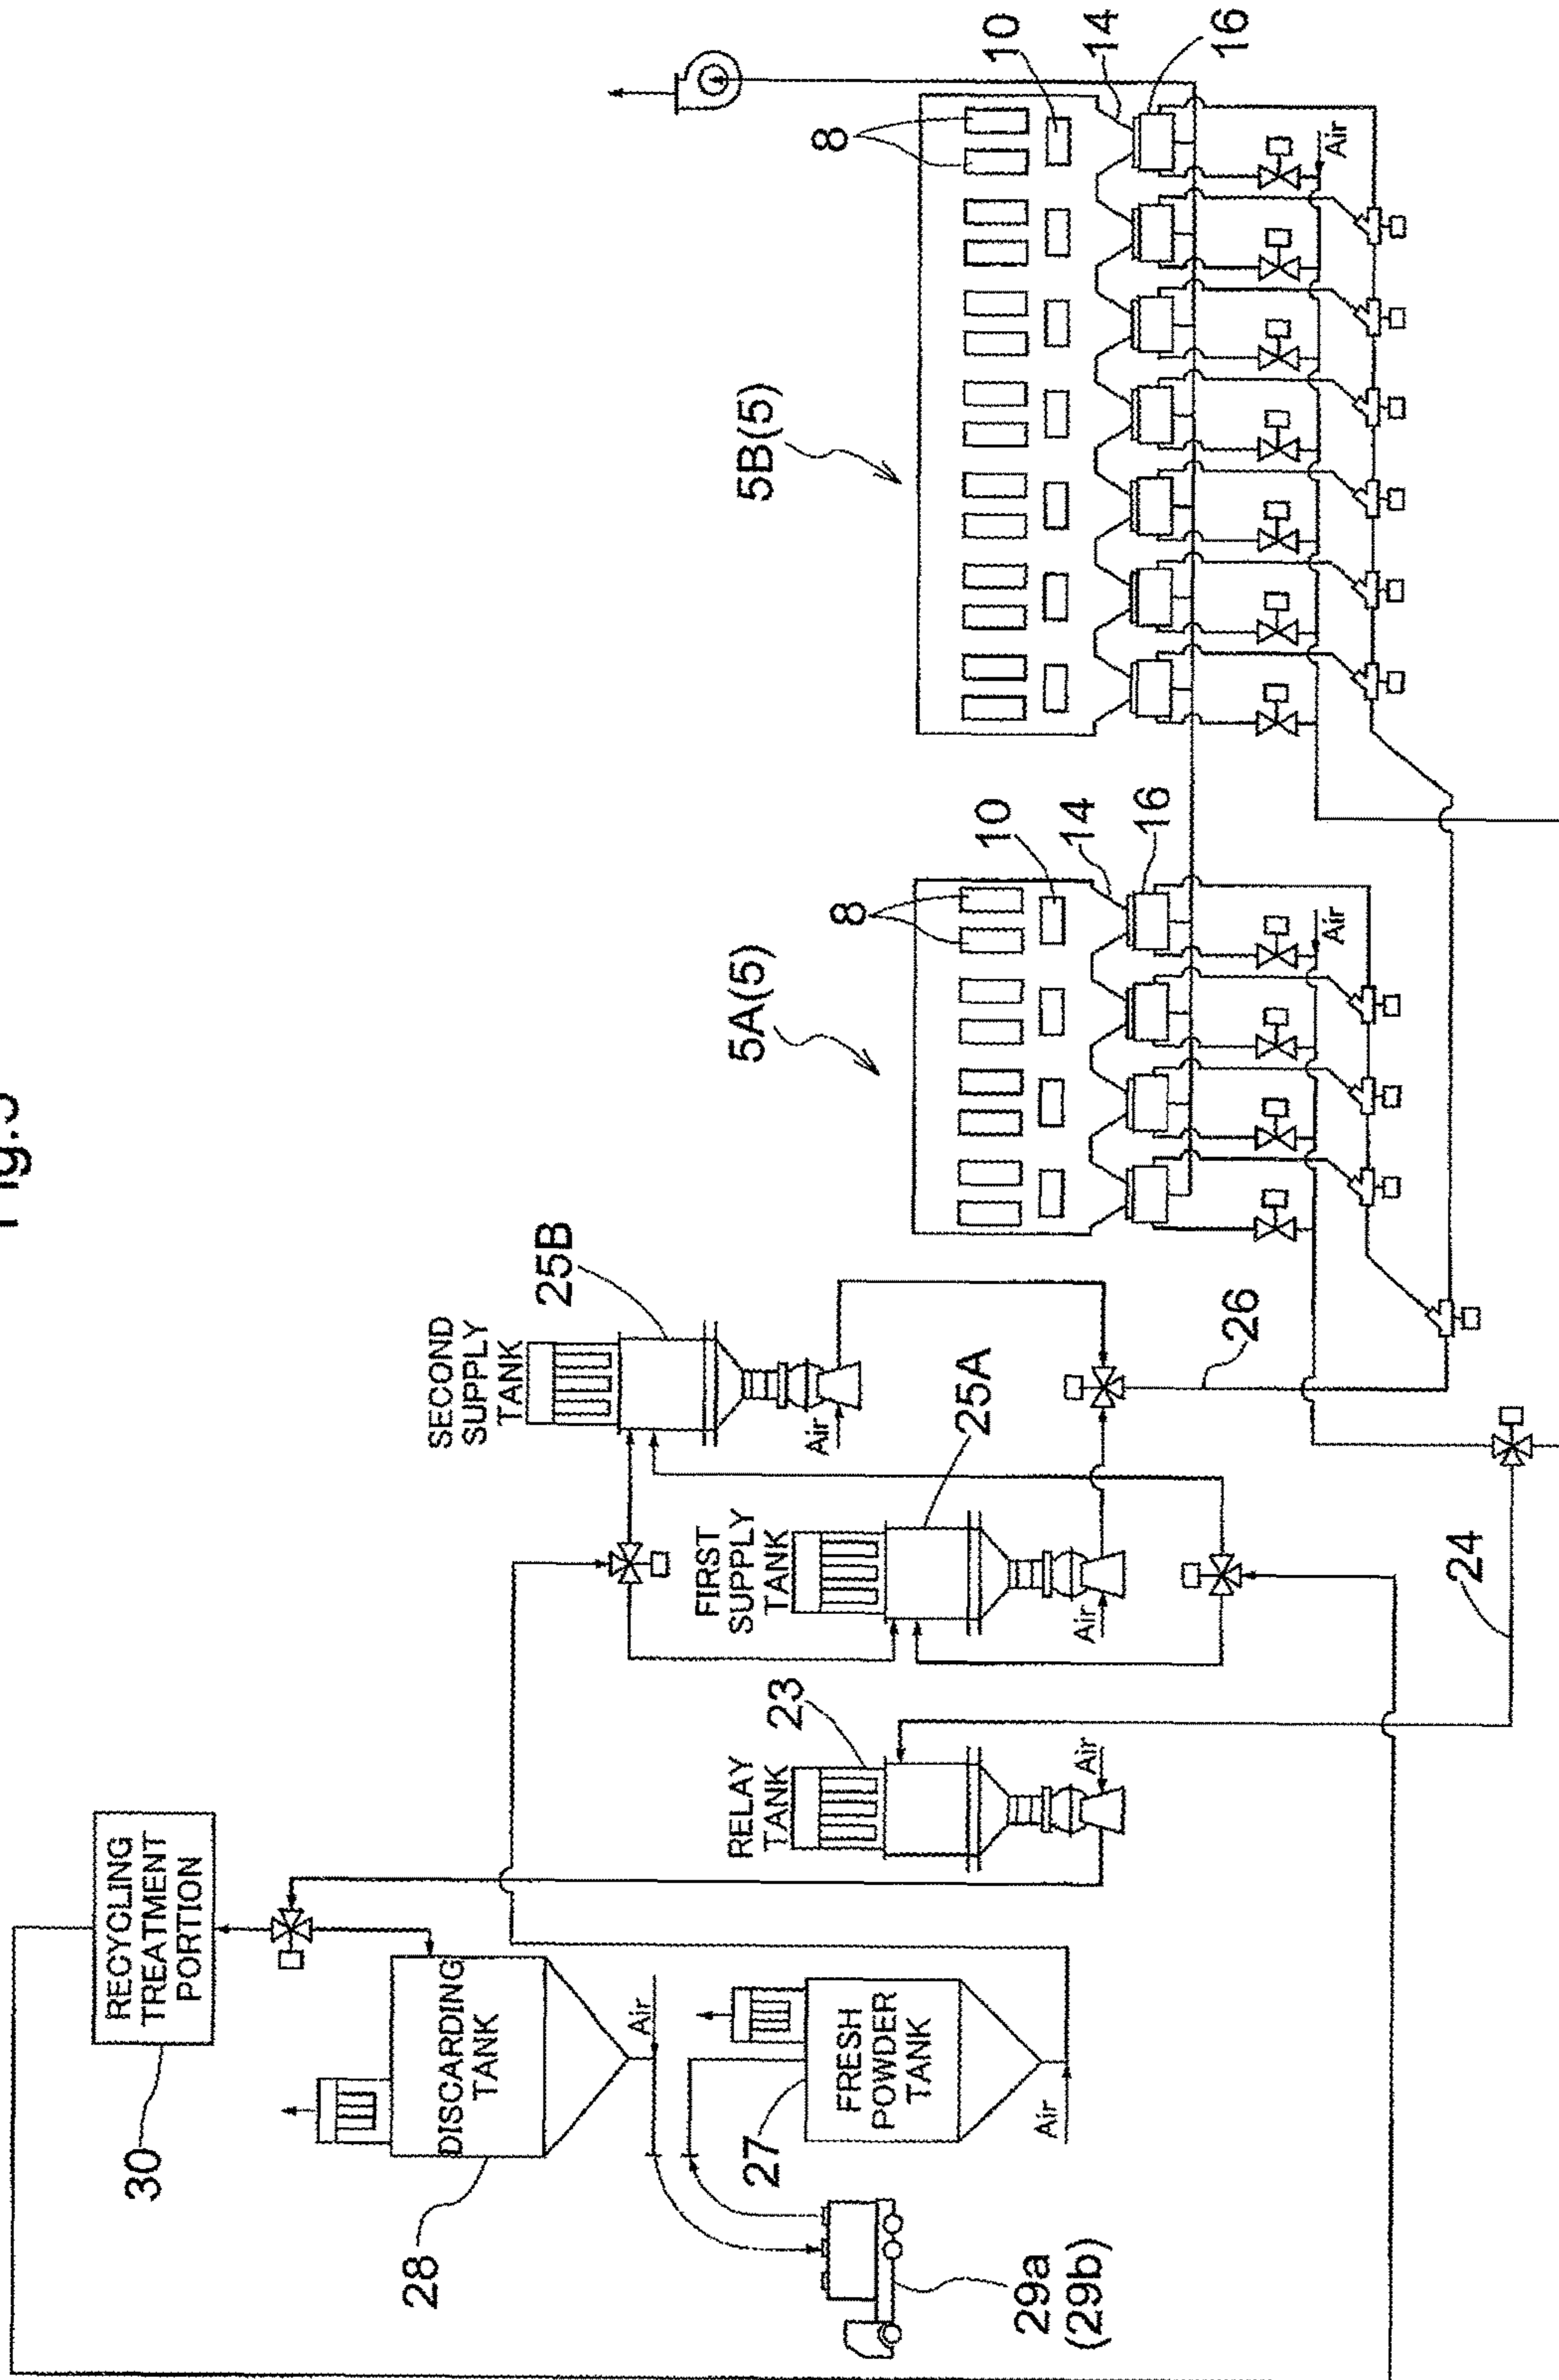 Fig.
RECYCLING
TREATMENT
PORTION
30
DISCARDING
TANK
28
Air
FRESH
POWDER
TANK
27
Air
29a
(29b)
RELAY
TANK
23
Air
FIRST
SUPPLY
TANK
25A
Air
SECOND
SUPPLY
TANK
25B
Air
24
26
5A(5)
8
10
14
16
Air
5B(5)
8
10
14
16
Air